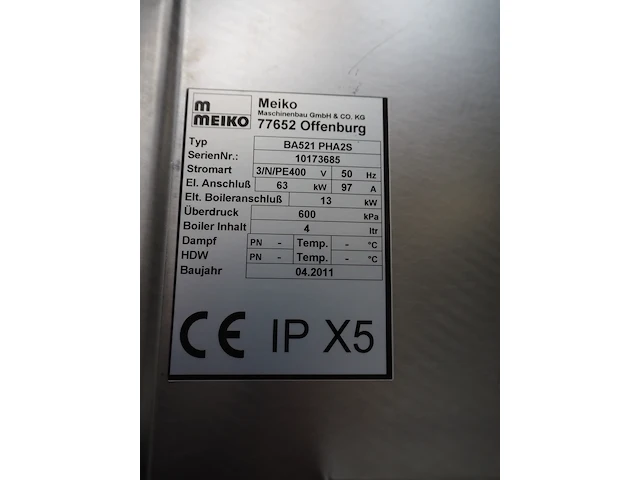 m
MEIKO
Meiko
Maschinenbau GmbH & CO. KG
77652 Offenburg
Typ BA521 PHA2S
SerienNr.: 10173685
Stromart 3/N/PE400 V 50 Hz
El. Anschluß 63 kW 97 A
Elt. Boileranschluß 13 kW
Überdruck 600 kPa
Boiler Inhalt 4 ltr
Dampf PN - Temp. - °C
HDW PN - Temp. - °C
Baujahr 04.2011
CE IP X5